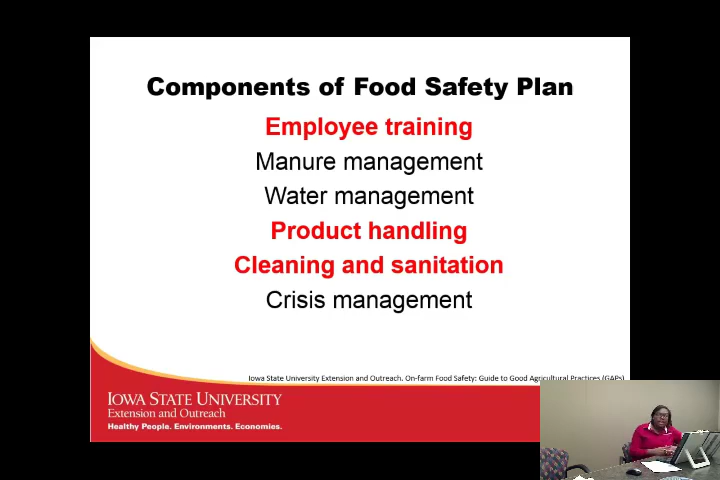 Components of Food Safety Plan
Employee training
Manure management
Water management
Product handling
Cleaning and sanitation
Crisis management
Iowa State University Extension and Outreach. On-farm Food Safety: Guide to Good Agricultural Practices (GAPs)
IOWA STATE UNIVERSITY
Extension and Outreach
Healthy People. Environments. Economies.